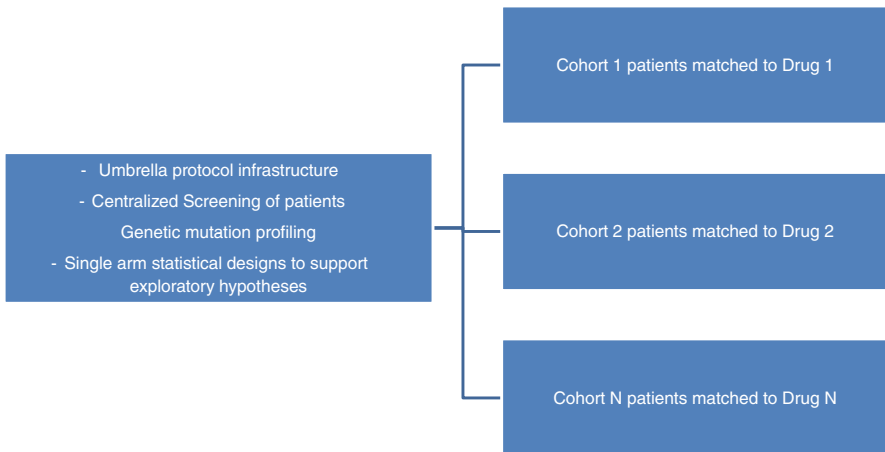 - Umbrella protocol infrastructure
- Centralized Screening of patients
Genetic mutation profiling
- Single arm statistical designs to support
exploratory hypotheses
Cohort 1 patients matched to Drug 1
Cohort 2 patients matched to Drug 2
Cohort N patients matched to Drug N